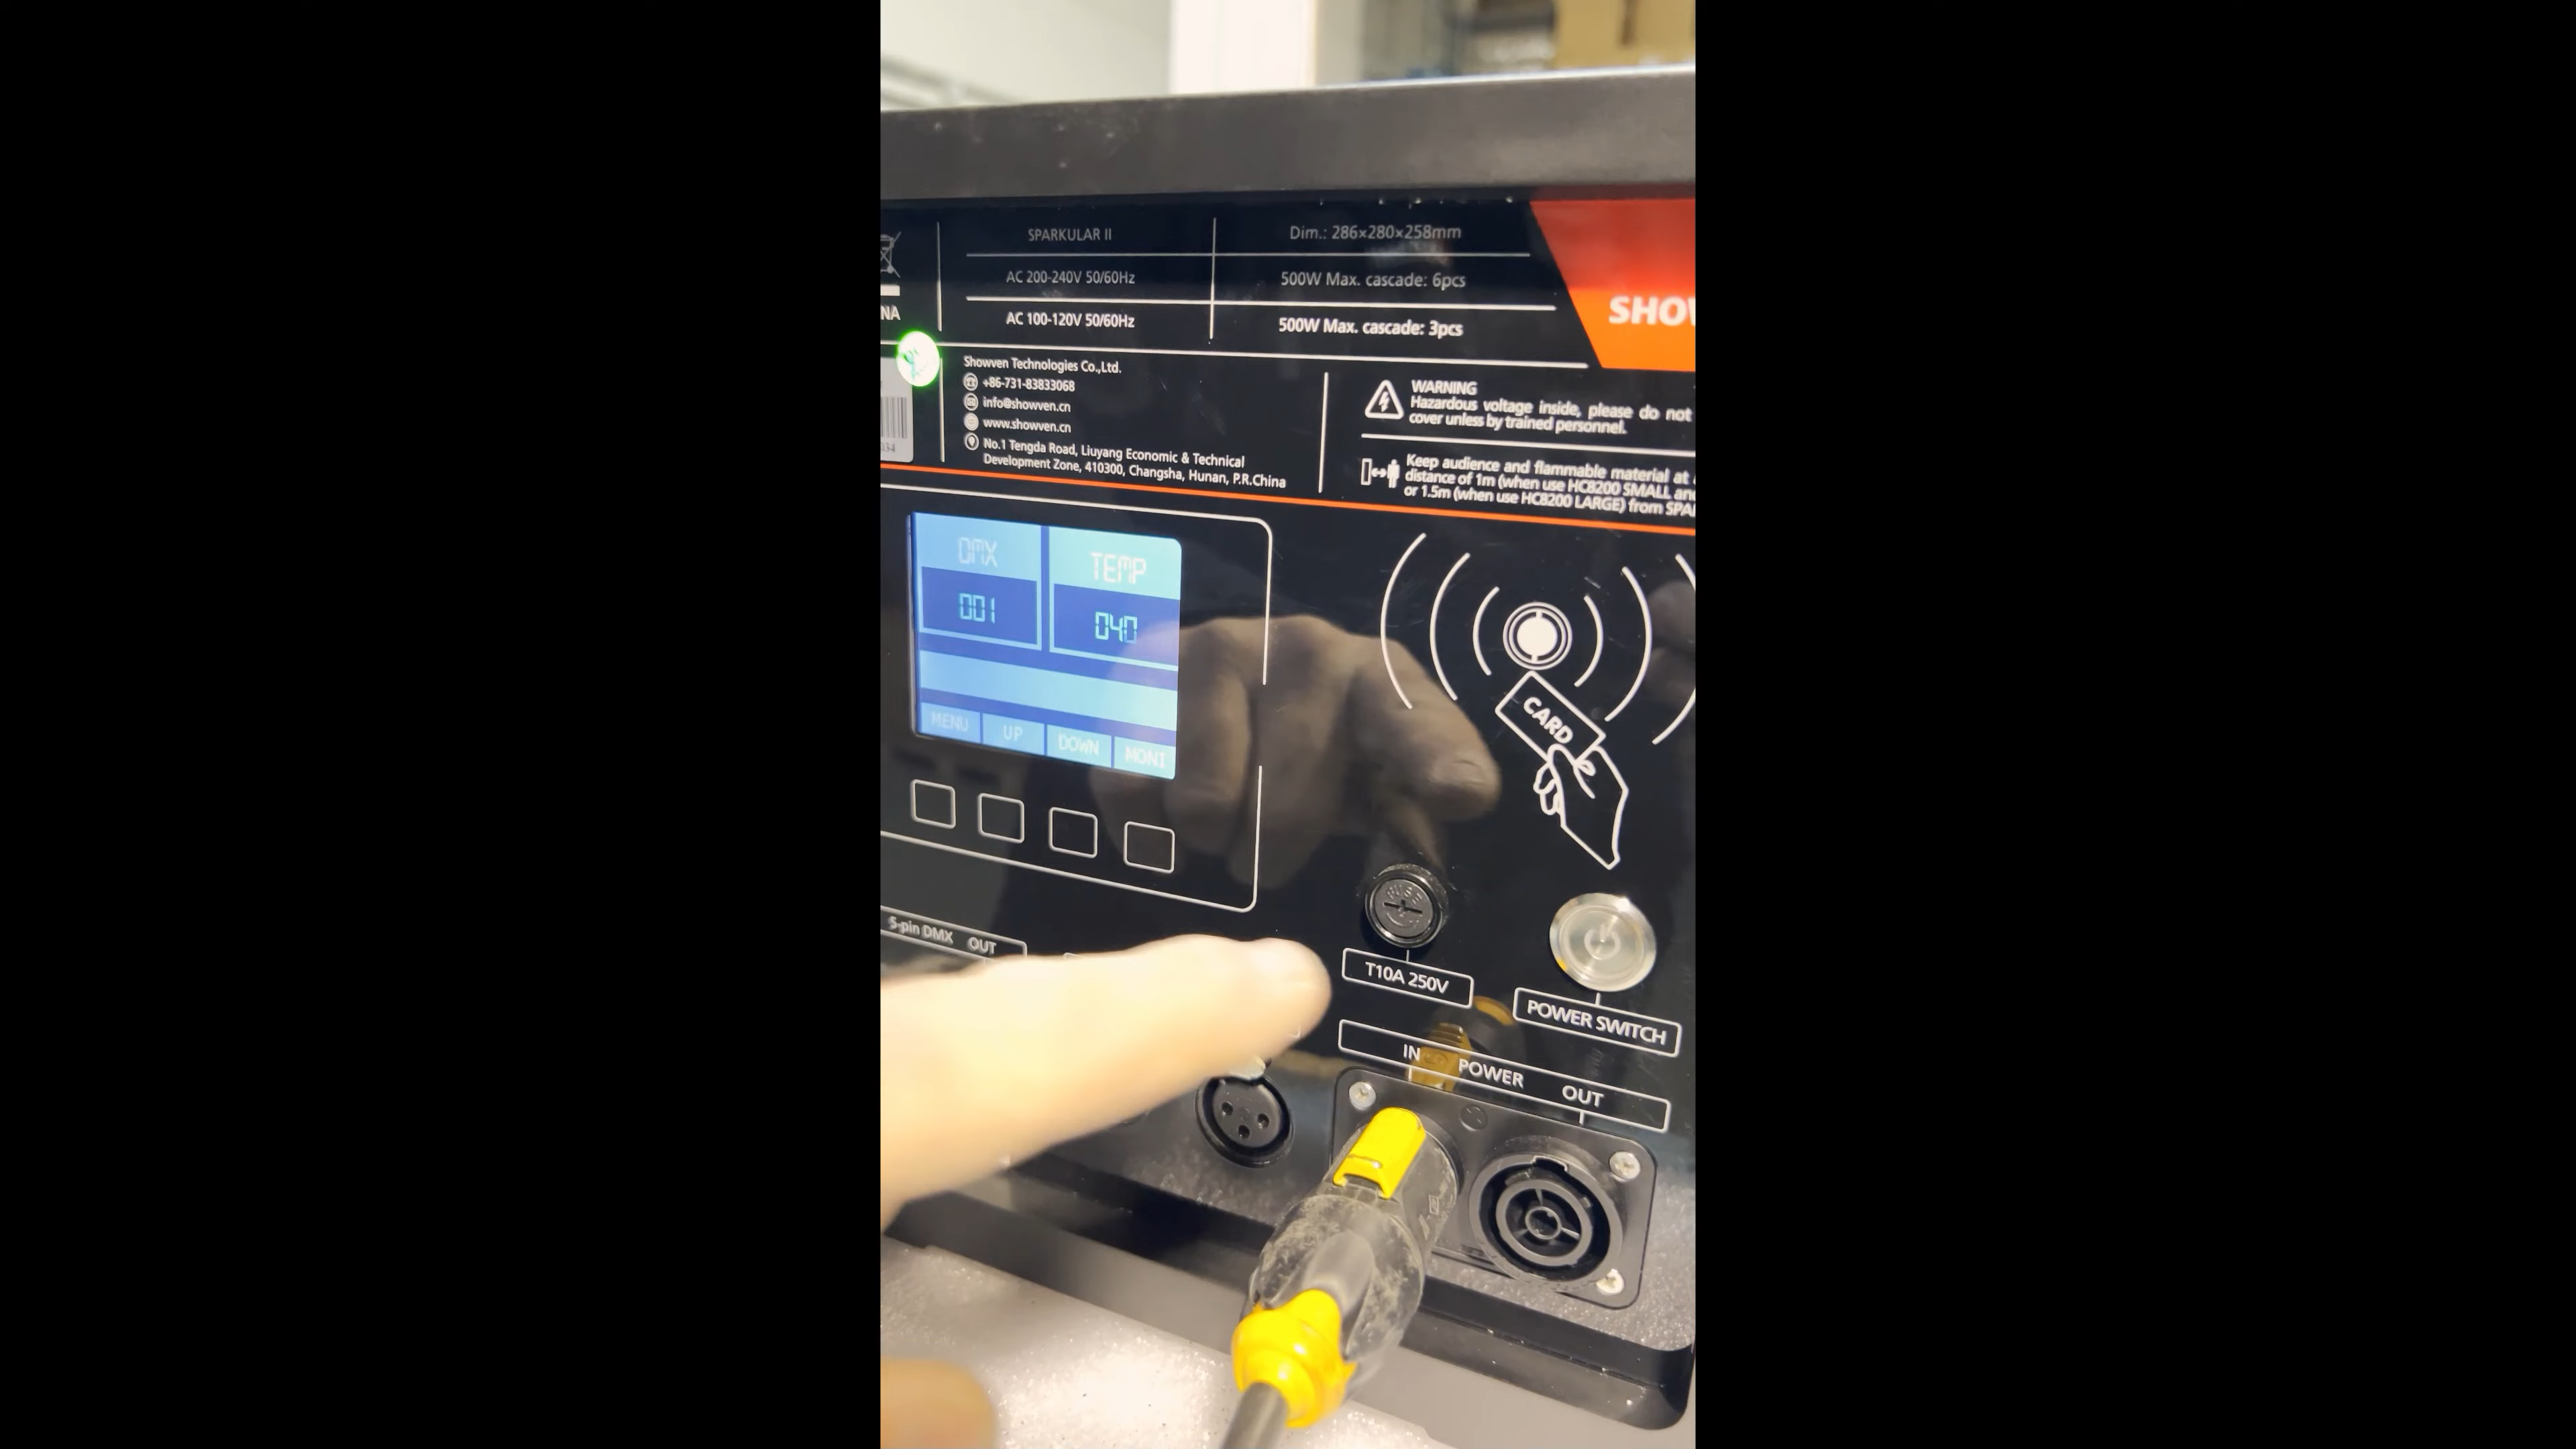 SPARKULAR II
Dim.: 286×280×258mm
AC 200-240V 50/60Hz
500W Max. cascade: 6pcs
AC 100-120V 50/60Hz
500W Max. cascade: 3pcs
NA
SHOW
034
Showven Technologies Co.,Ltd.
+86-731-83833068
info@showven.cn
www.showven.cn
No.1 Tengda Road, Liuyang Economic & Technical
Development Zone, 410300, Changsha, Hunan, P.R.China
WARNING
Hazardous voltage inside, please do not
cover unless by trained personnel.
Keep audience and flammable material at
distance of 1m (when use HC8200 SMALL and
or 1.5m (when use HC8200 LARGE) from SPA
DMX
TEMP
001
040
MENU UP DOWN MONI
CARD
FUSE
5-pin DMX OUT
T10A 250V
POWER SWITCH
IN POWER OUT